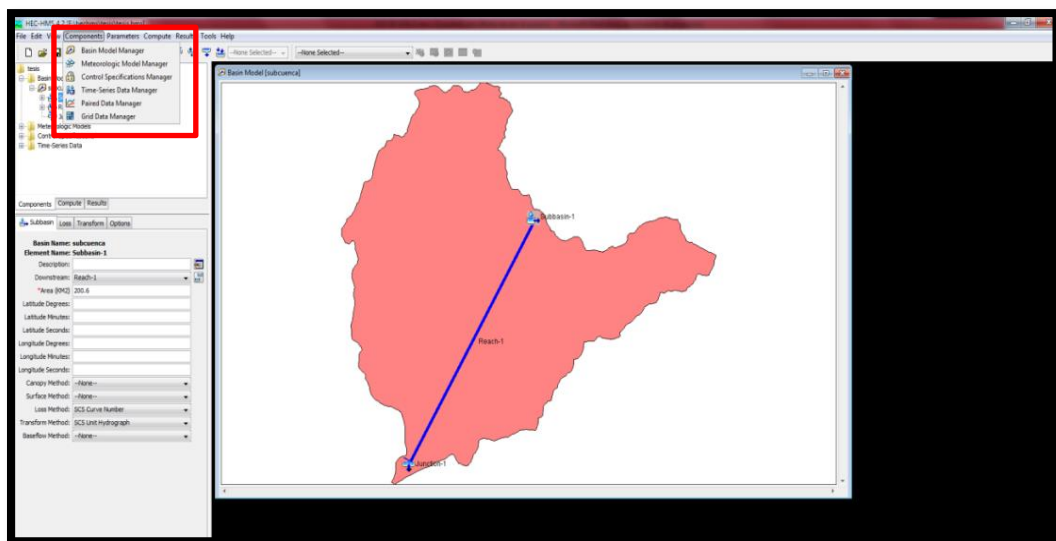 HEC-HMS 4.2
File Edit View Components Parameters Compute Results Tools Help
Basin Model Manager
Meteorologic Model Manager
Control Specifications Manager
Time-Series Data Manager
Paired Data Manager
Grid Data Manager
--None Selected-- --None Selected--
tesis
Meteorologic Models
Time-Series Data
Components Compute Results
Subbasin Loss Transform Options
Basin Name: subcuenca
Element Name: Subbasin-1
Description:
Downstream: Reach-1
*Area (KM2) 200.6
Latitude Degrees:
Latitude Minutes:
Latitude Seconds:
Longitude Degrees:
Longitude Minutes:
Longitude Seconds:
Canopy Method: --None--
Surface Method: --None--
Loss Method: SCS Curve Number
Transform Method: SCS Unit Hydrograph
Baseflow Method: --None--
Basin Model [subcuenca]
Subbasin-1
Reach-1
Junction-1